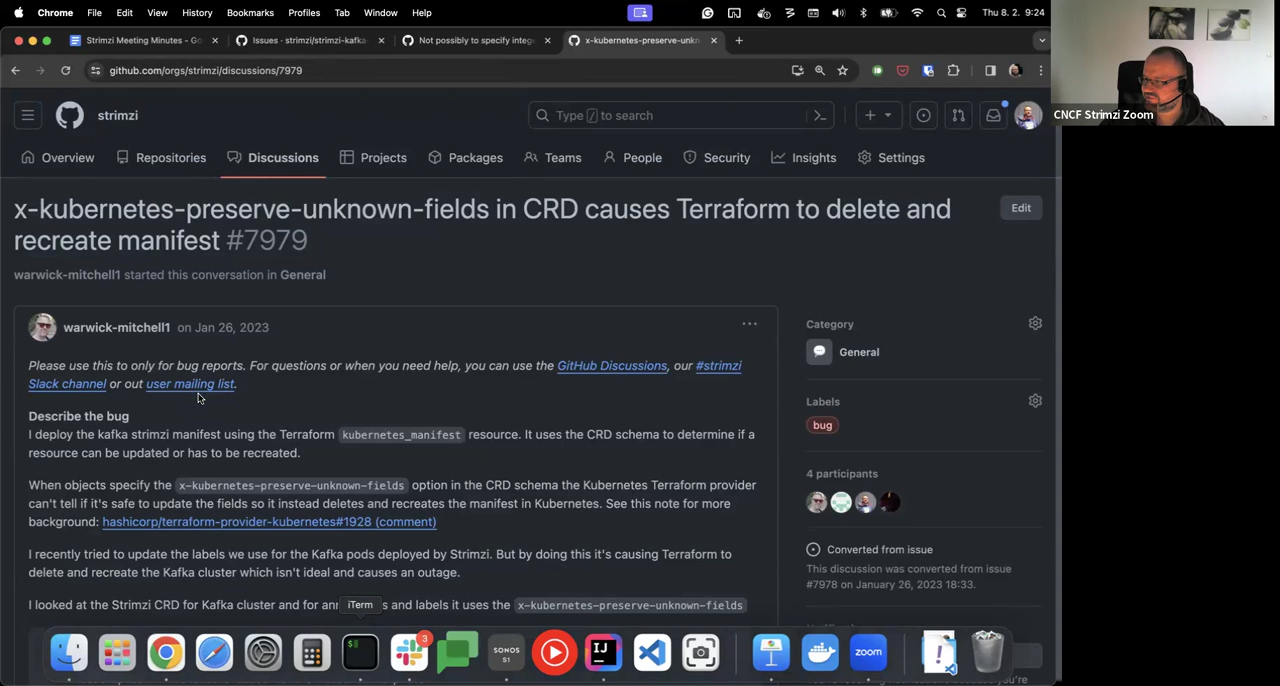 Chrome File Edit View History Bookmarks Profiles Tab Window Help
Thu 8. 2. 9:24
Strimzi Meeting Minutes – Go
Issues · strimzi/strimzi-kafka-
Not possibly to specify integ
x-kubernetes-preserve-unkn
github.com/orgs/strimzi/discussions/7979
CNCF Strimzi Zoom
strimzi
Type / to search
Overview Repositories Discussions Projects Packages Teams People Security Insights Settings
x-kubernetes-preserve-unknown-fields in CRD causes Terraform to delete and
recreate manifest #7979
Edit
warwick-mitchell1 started this conversation in General
warwick-mitchell1 on Jan 26, 2023
Please use this to only for bug reports. For questions or when you need help, you can use the GitHub Discussions, our #strimzi
Slack channel or out user mailing list.
Describe the bug
I deploy the kafka strimzi manifest using the Terraform kubernetes_manifest resource. It uses the CRD schema to determine if a
resource can be updated or has to be recreated.
When objects specify the x-kubernetes-preserve-unknown-fields option in the CRD schema the Kubernetes Terraform provider
can't tell if it's safe to update the fields so it instead deletes and recreates the manifest in Kubernetes. See this note for more
background: hashicorp/terraform-provider-kubernetes#1928 (comment)
I recently tried to update the labels we use for the Kafka pods deployed by Strimzi. But by doing this it's causing Terraform to
delete and recreate the Kafka cluster which isn't ideal and causes an outage.
I looked at the Strimzi CRD for Kafka cluster and for an
iTerm
s and labels it uses the x-kubernetes-preserve-unknown-fields
Category
General
Labels
bug
4 participants
Converted from issue
This discussion was converted from issue
#7978 on January 26, 2023 18:33.
3
SONOS
S1
IJ
zoom